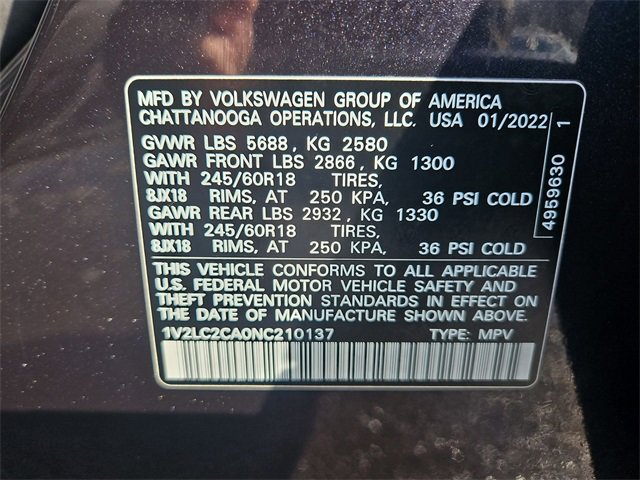 MFD BY VOLKSWAGEN GROUP OF AMERICA
CHATTANOOGA OPERATIONS, LLC. USA 01/2022
GVWR LBS 5688, KG 2580
GAWR FRONT LBS 2866, KG 1300
WITH 245/60R18 TIRES,
8JX18 RIMS, AT 250 KPA, 36 PSI COLD
GAWR REAR LBS 2932, KG 1330
WITH 245/60R18 TIRES,
8JX18 RIMS, AT 250 KPA, 36 PSI COLD
THIS VEHICLE CONFORMS TO ALL APPLICABLE
U.S. FEDERAL MOTOR VEHICLE SAFETY AND
THEFT PREVENTION STANDARDS IN EFFECT ON
THE DATE OF MANUFACTURE SHOWN ABOVE.
1V2LC2CA0NC210137 TYPE: MPV
4959630 1